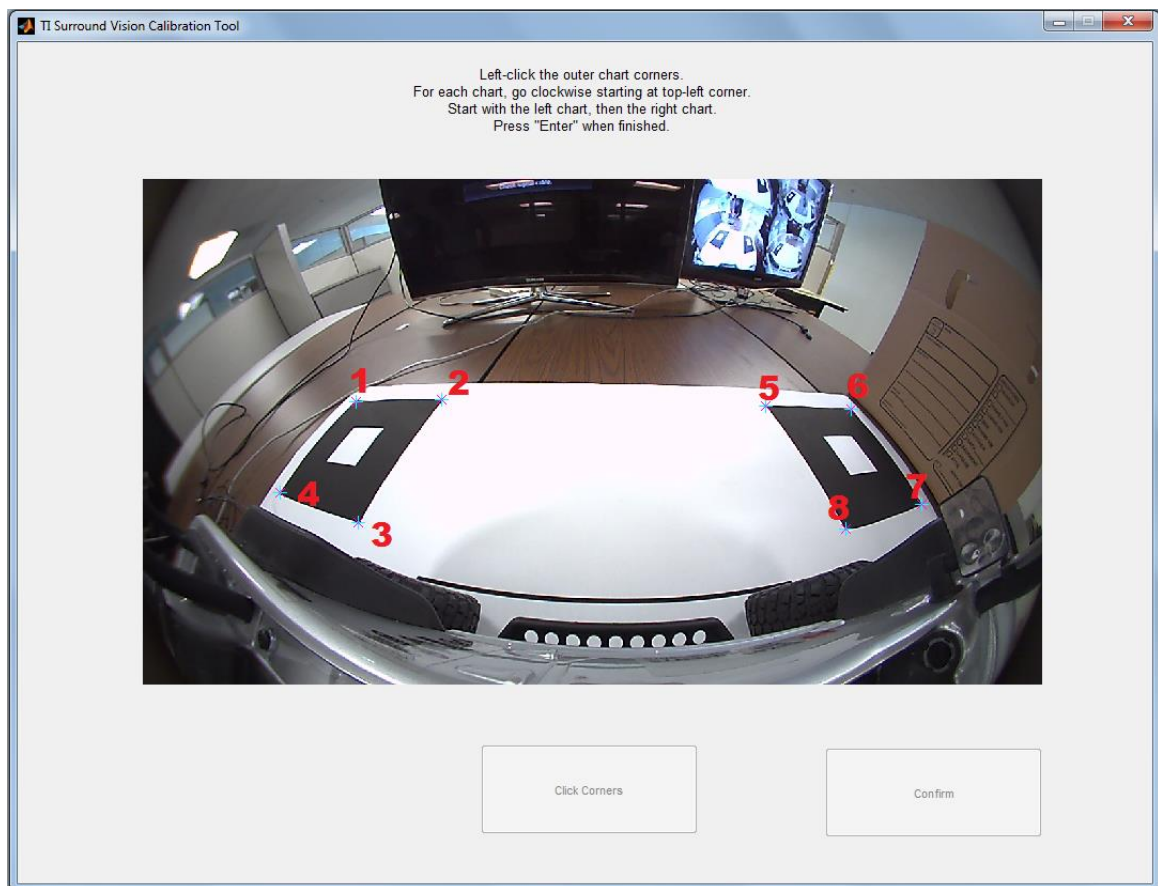 TI Surround Vision Calibration Tool
Left-click the outer chart corners.
For each chart, go clockwise starting at top-left corner.
Start with the left chart, then the right chart.
Press "Enter" when finished.
1
2
5
6
4
3
8
7
Click Corners
Confirm